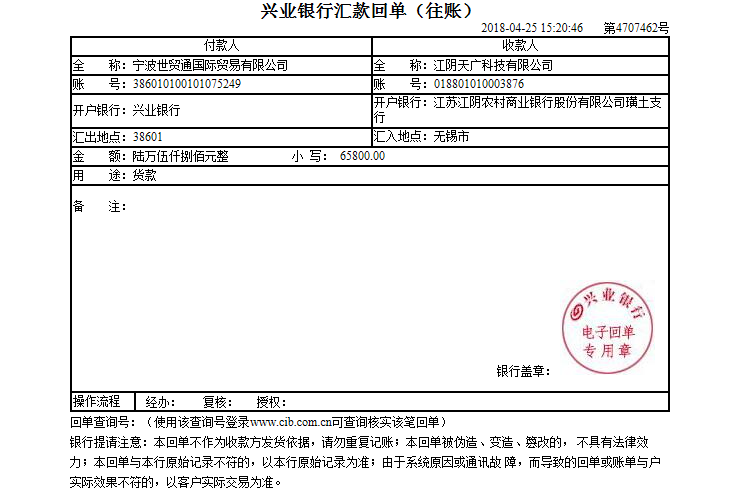 兴业银行汇款回单（往账）
2018-04-25 15:20:46 第4707462号
付款人 收款人
全 称：宁波世贸通国际贸易有限公司 全 称：江阴天广科技有限公司
账 号：386010100101075249 账 号：018801010003876
开户银行：兴业银行 开户银行：江苏江阴农村商业银行股份有限公司璜土支
行
汇出地点：38601 汇入地点：无锡市
金 额：陆万伍仟捌佰元整 小 写： 65800.00
用 途：货款
备 注：
兴业银行
电子回单
专用章
银行盖章：
操作流程 经办： 复核： 授权：
回单查询号：（使用该查询号登录www.cib.com.cn可查询核实该笔回单）
银行提请注意：本回单不作为收款方发货依据，请勿重复记账；本回单被伪造、变造、篡改的，不具有法律效
力；本回单与本行原始记录不符的，以本行原始记录为准；由于系统原因或通讯故障，而导致的回单或账单与户
实际效果不符的，以客户实际交易为准。